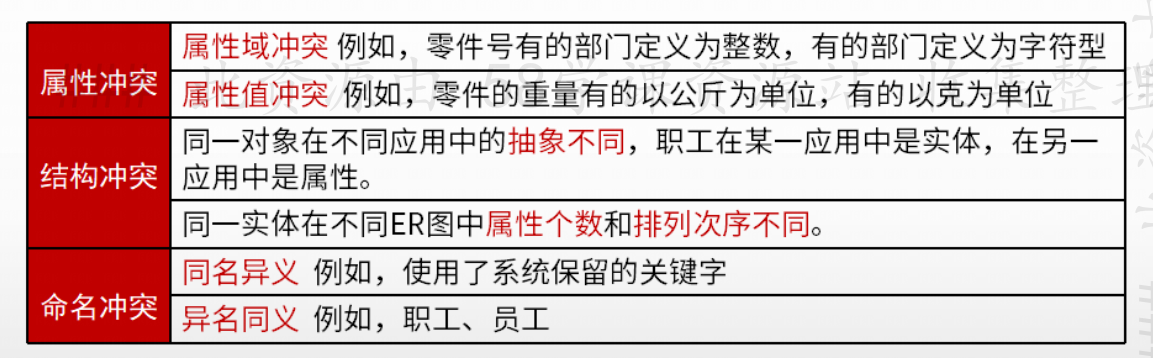 属性冲突
属性域冲突 例如，零件号有的部门定义为整数，有的部门定义为字符型
属性值冲突 例如，零件的重量有的以公斤为单位，有的以克为单位
结构冲突
同一对象在不同应用中的抽象不同，职工在某一应用中是实体，在另一
应用中是属性。
同一实体在不同ER图中属性个数和排列次序不同。
命名冲突
同名异义 例如，使用了系统保留的关键字
异名同义 例如，职工、员工